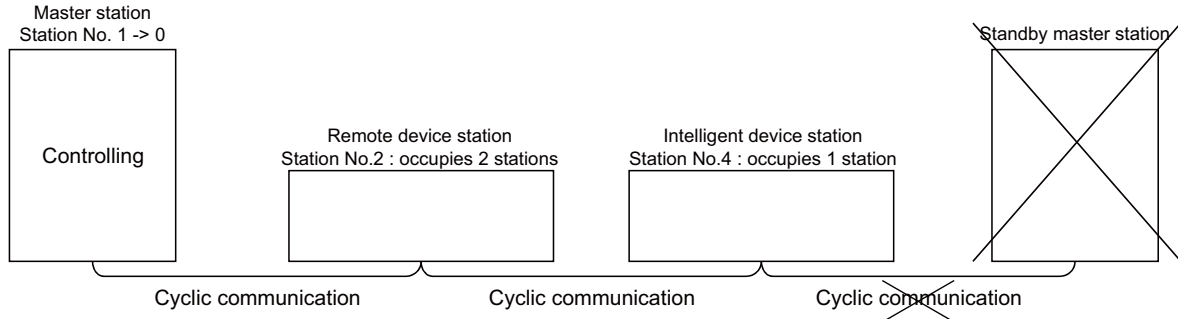 Master station
Station No. 1 -> 0
Standby master station
Controlling
Remote device station
Station No.2 : occupies 2 stations
Intelligent device station
Station No.4 : occupies 1 station
Cyclic communication
Cyclic communication
Cyclic communication